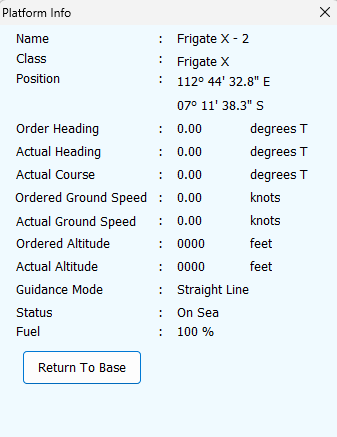 Platform Info
Name : Frigate X - 2
Class : Frigate X
Position : 112° 44' 32.8" E
07° 11' 38.3" S
Order Heading : 0.00 degrees T
Actual Heading : 0.00 degrees T
Actual Course : 0.00 degrees T
Ordered Ground Speed : 0.00 knots
Actual Ground Speed : 0.00 knots
Ordered Altitude : 0000 feet
Actual Altitude : 0000 feet
Guidance Mode : Straight Line
Status : On Sea
Fuel : 100 %
Return To Base